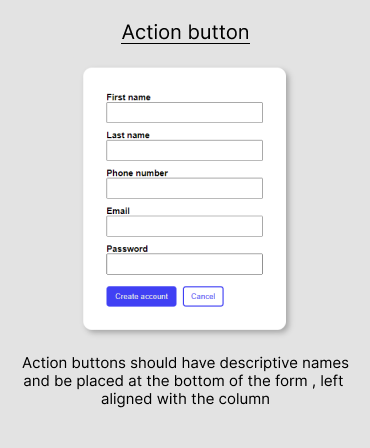 Action button
First name
Last name
Phone number
Email
Password
Create account
Cancel
Action buttons should have descriptive names
and be placed at the bottom of the form , left
aligned with the column